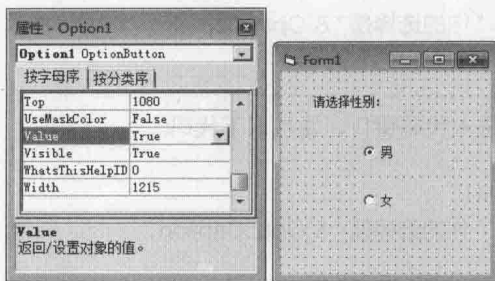 属性 - Option1
Option1 OptionButton
按字母序 按分类序
Top 1080
UseMaskColor False
Value True
Visible True
WhatsThisHelpID 0
Width 1215
Value
返回/设置对象的值。
Form1
请选择性别：
男
女